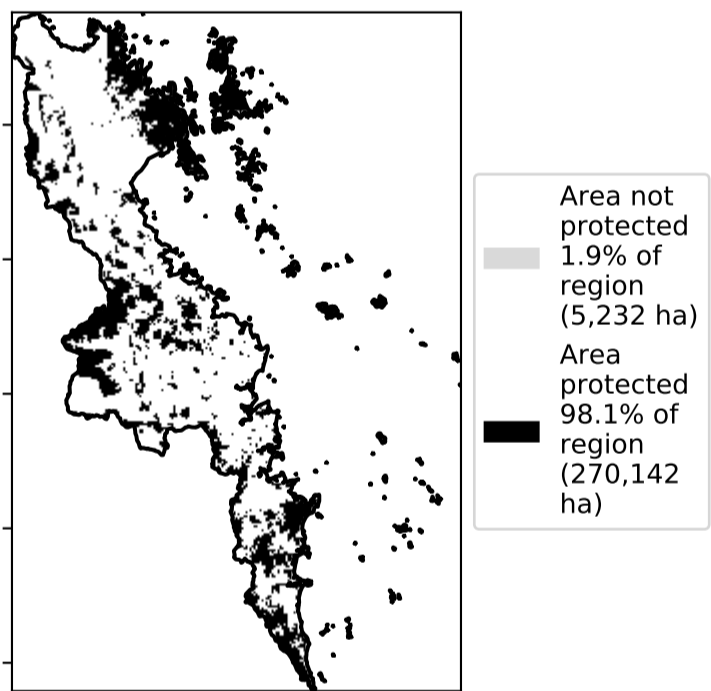 Area not
protected
1.9% of
region
(5,232 ha)
Area
protected
98.1% of
region
(270,142
ha)